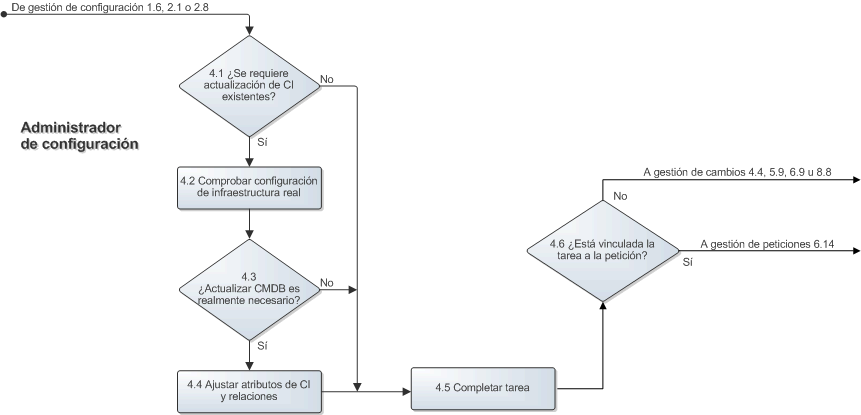 De gestión de configuración 1.6, 2.1 o 2.8
4.1 ¿Se requiere
actualización de CI
existentes?
No
Sí
Administrador
de configuración
4.2 Comprobar configuración
de infraestructura real
4.3
¿Actualizar CMDB es
realmente necesario?
No
Sí
4.4 Ajustar atributos de CI
y relaciones
4.5 Completar tarea
4.6 ¿Está vinculada la
tarea a la petición?
No
A gestión de cambios 4.4, 5.9, 6.9 u 8.8
Sí
A gestión de peticiones 6.14